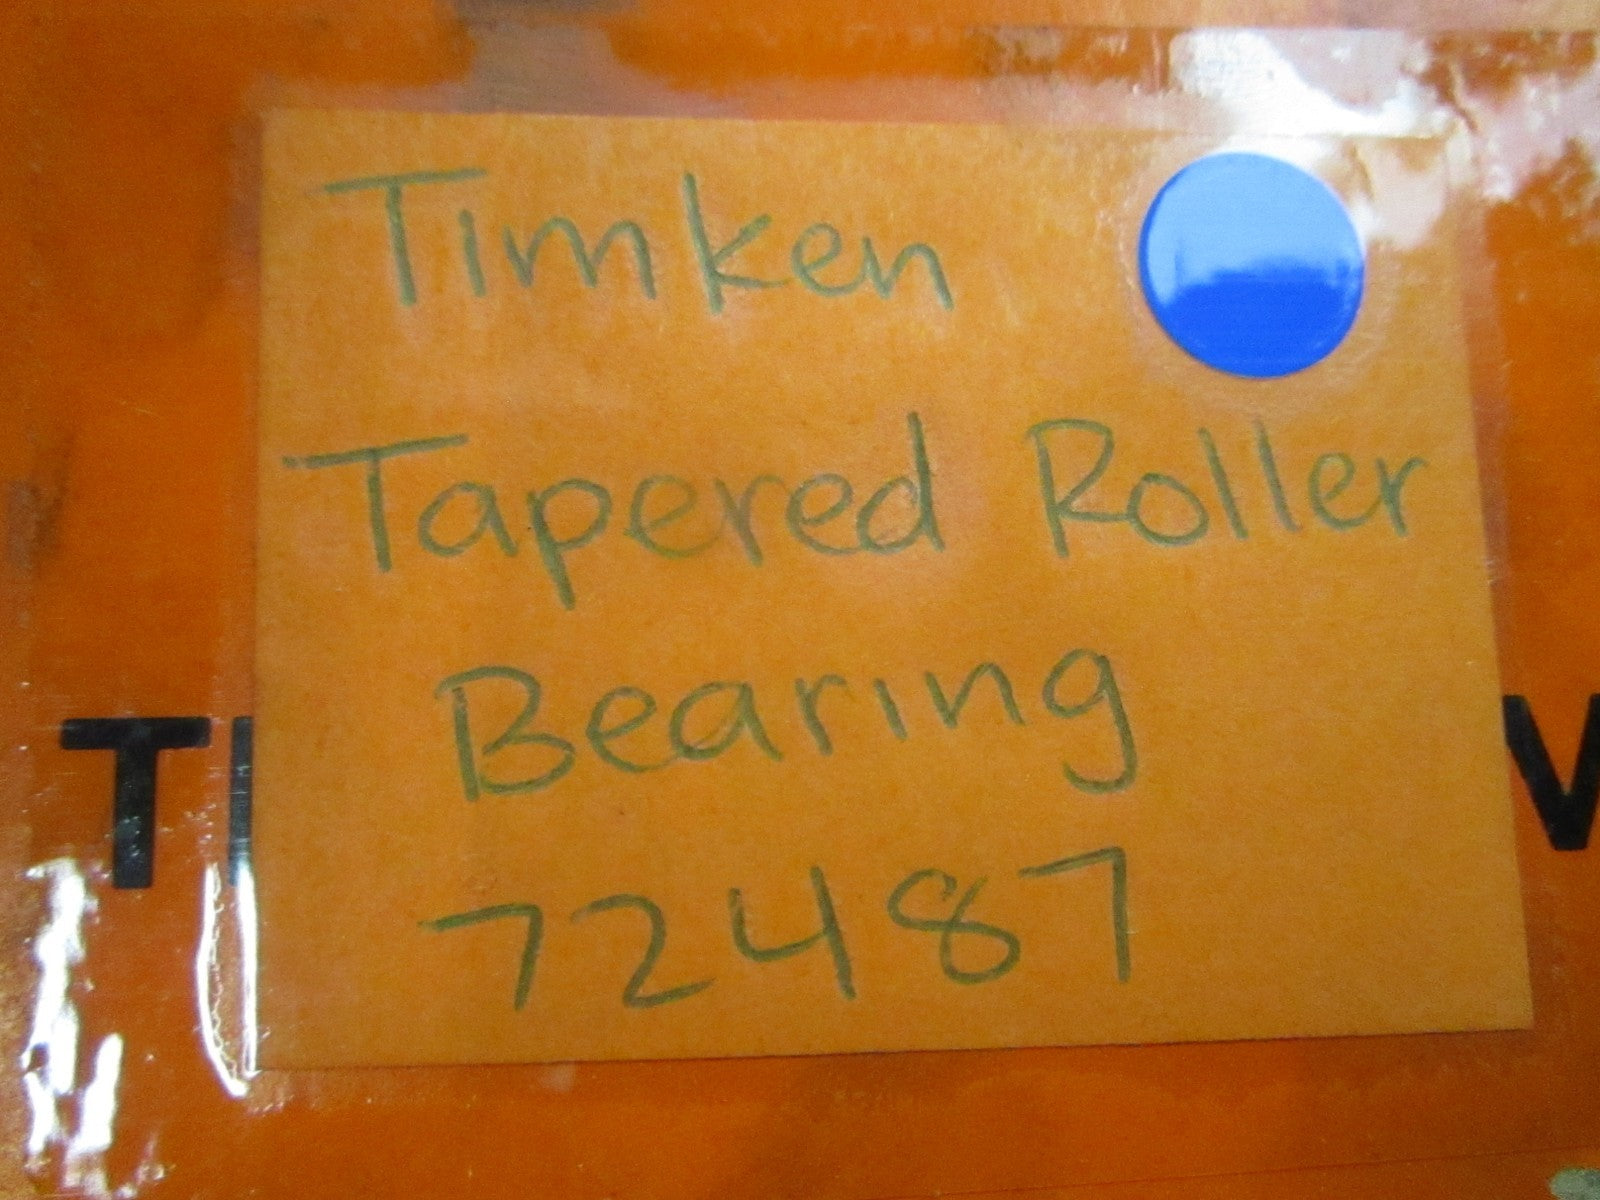 Timken
Tapered Roller
Bearing
72487